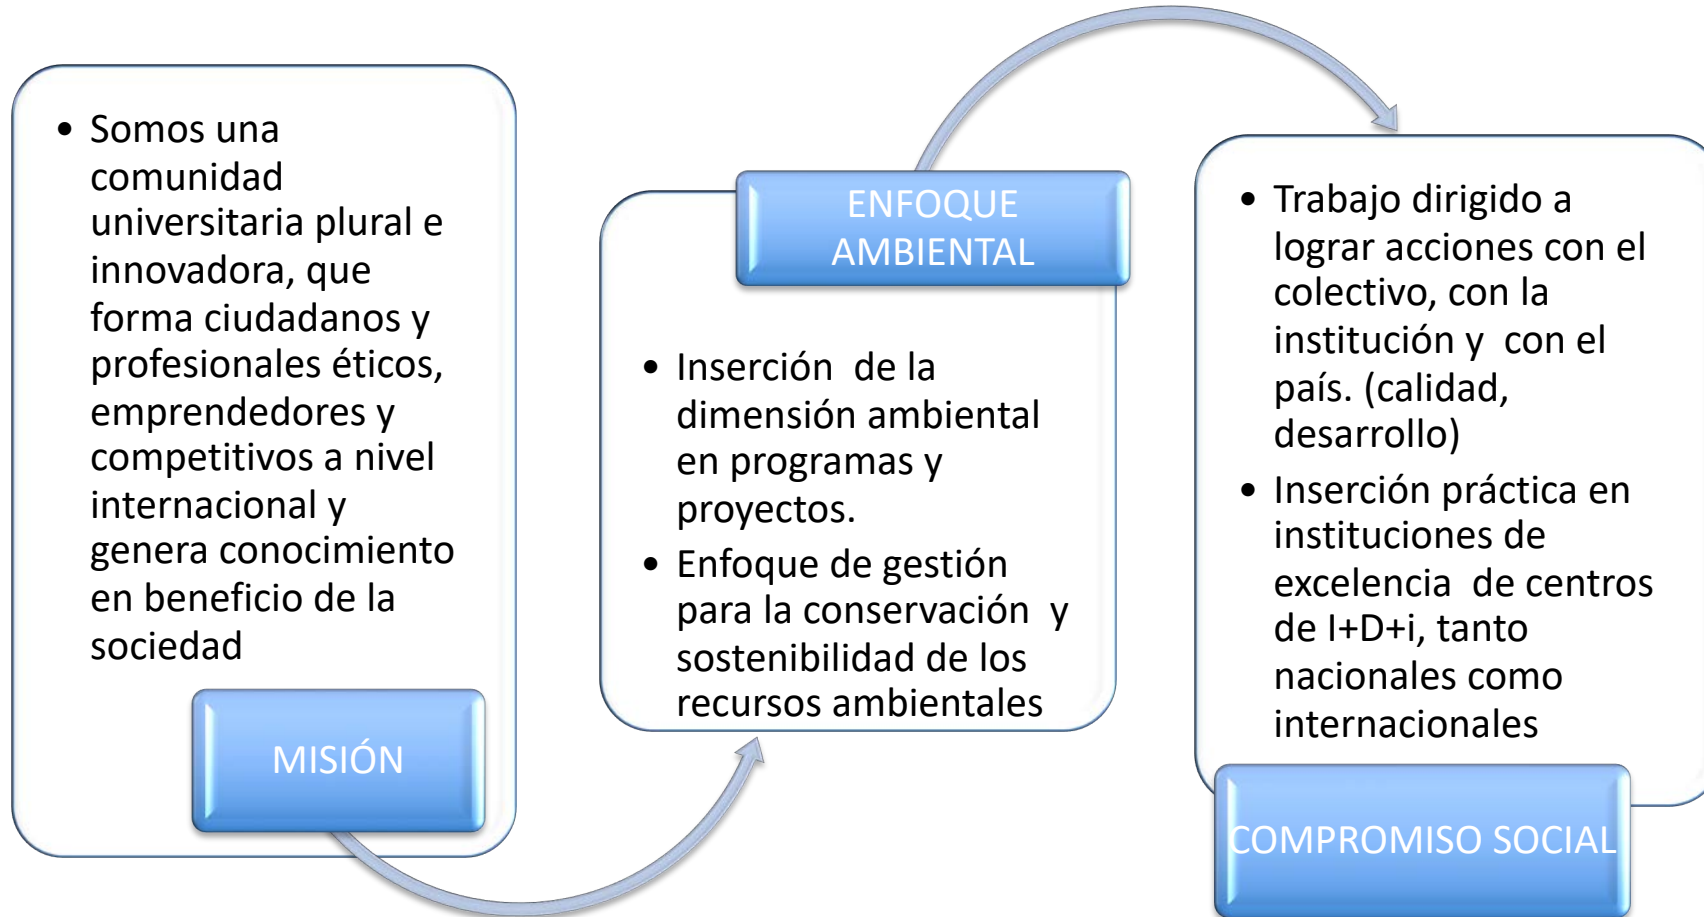 • Somos una
comunidad
universitaria plural e
innovadora, que
forma ciudadanos y
profesionales éticos,
emprendedores y
competitivos a nivel
internacional y
genera conocimiento
en beneficio de la
sociedad
MISIÓN
ENFOQUE
AMBIENTAL
• Inserción  de la
dimensión ambiental
en programas y
proyectos.
• Enfoque de gestión
para la conservación  y
sostenibilidad de los
recursos ambientales
• Trabajo dirigido a
lograr acciones con el
colectivo, con la
institución y  con el
país. (calidad,
desarrollo)
• Inserción práctica en
instituciones de
excelencia  de centros
de I+D+i, tanto
nacionales como
internacionales
COMPROMISO SOCIAL